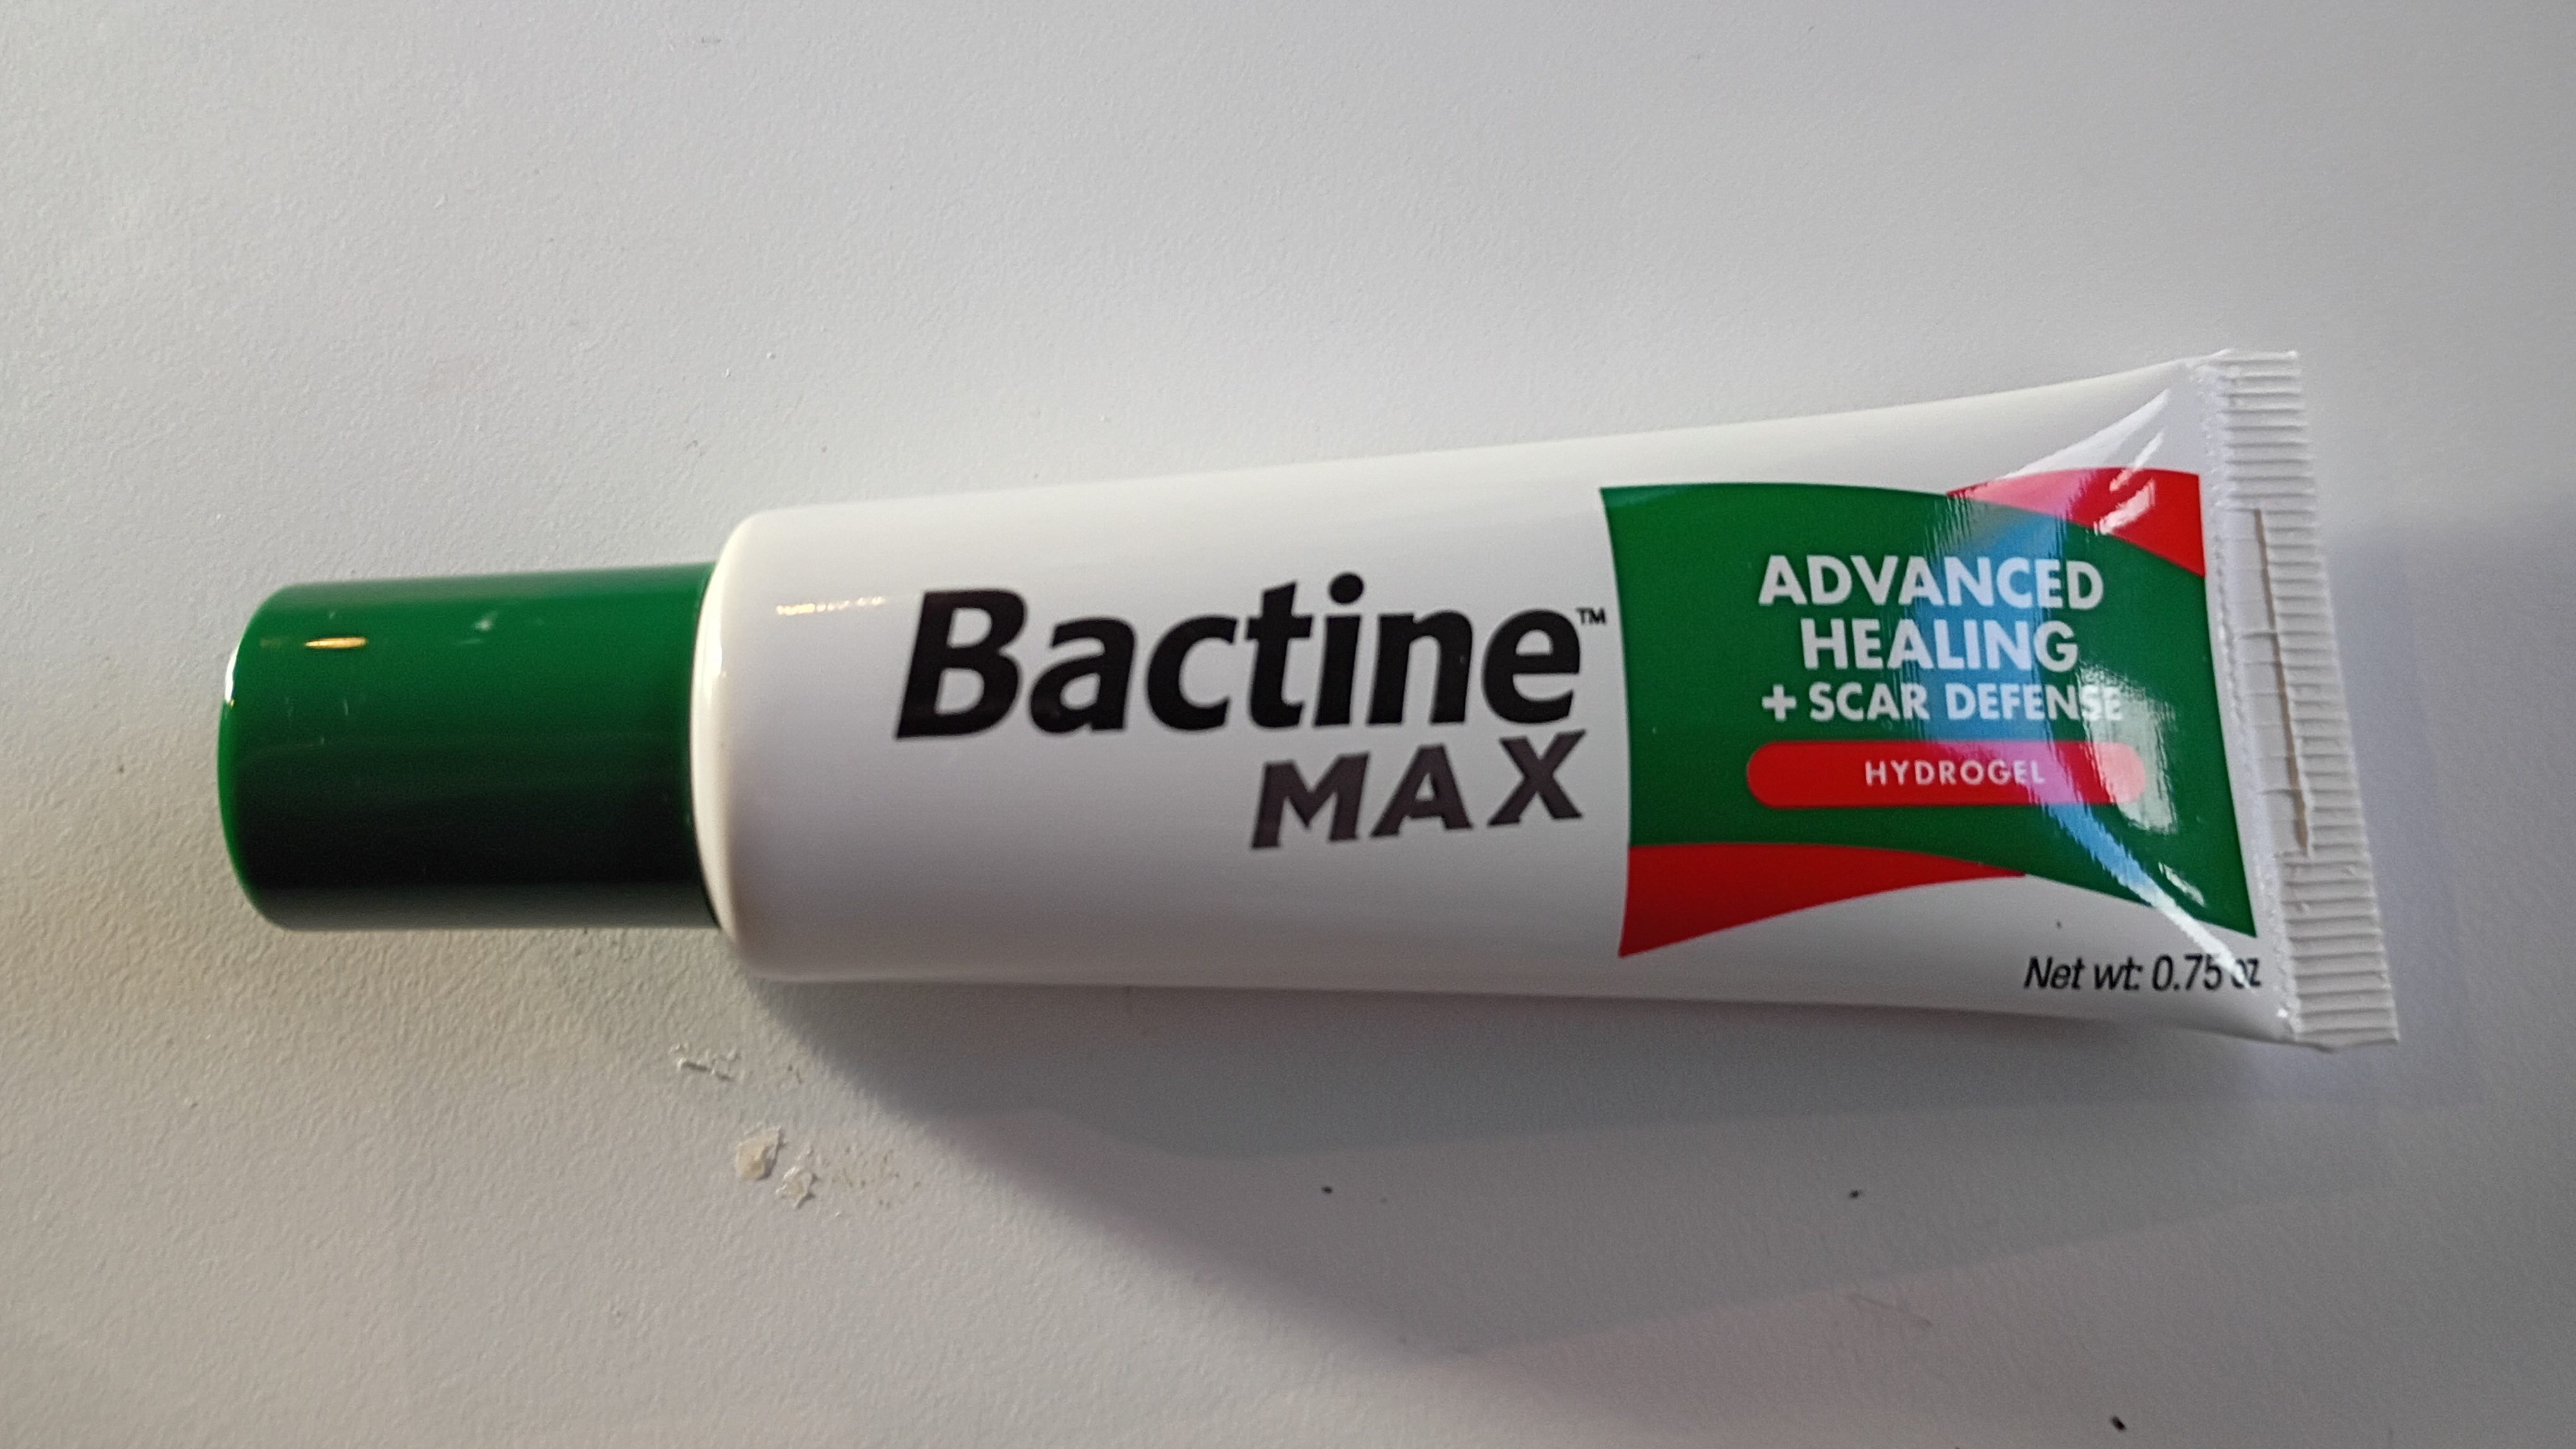 Bactine™
MAX
ADVANCED
HEALING
+ SCAR DEFENSE
HYDROGEL
Net wt: 0.75 oz